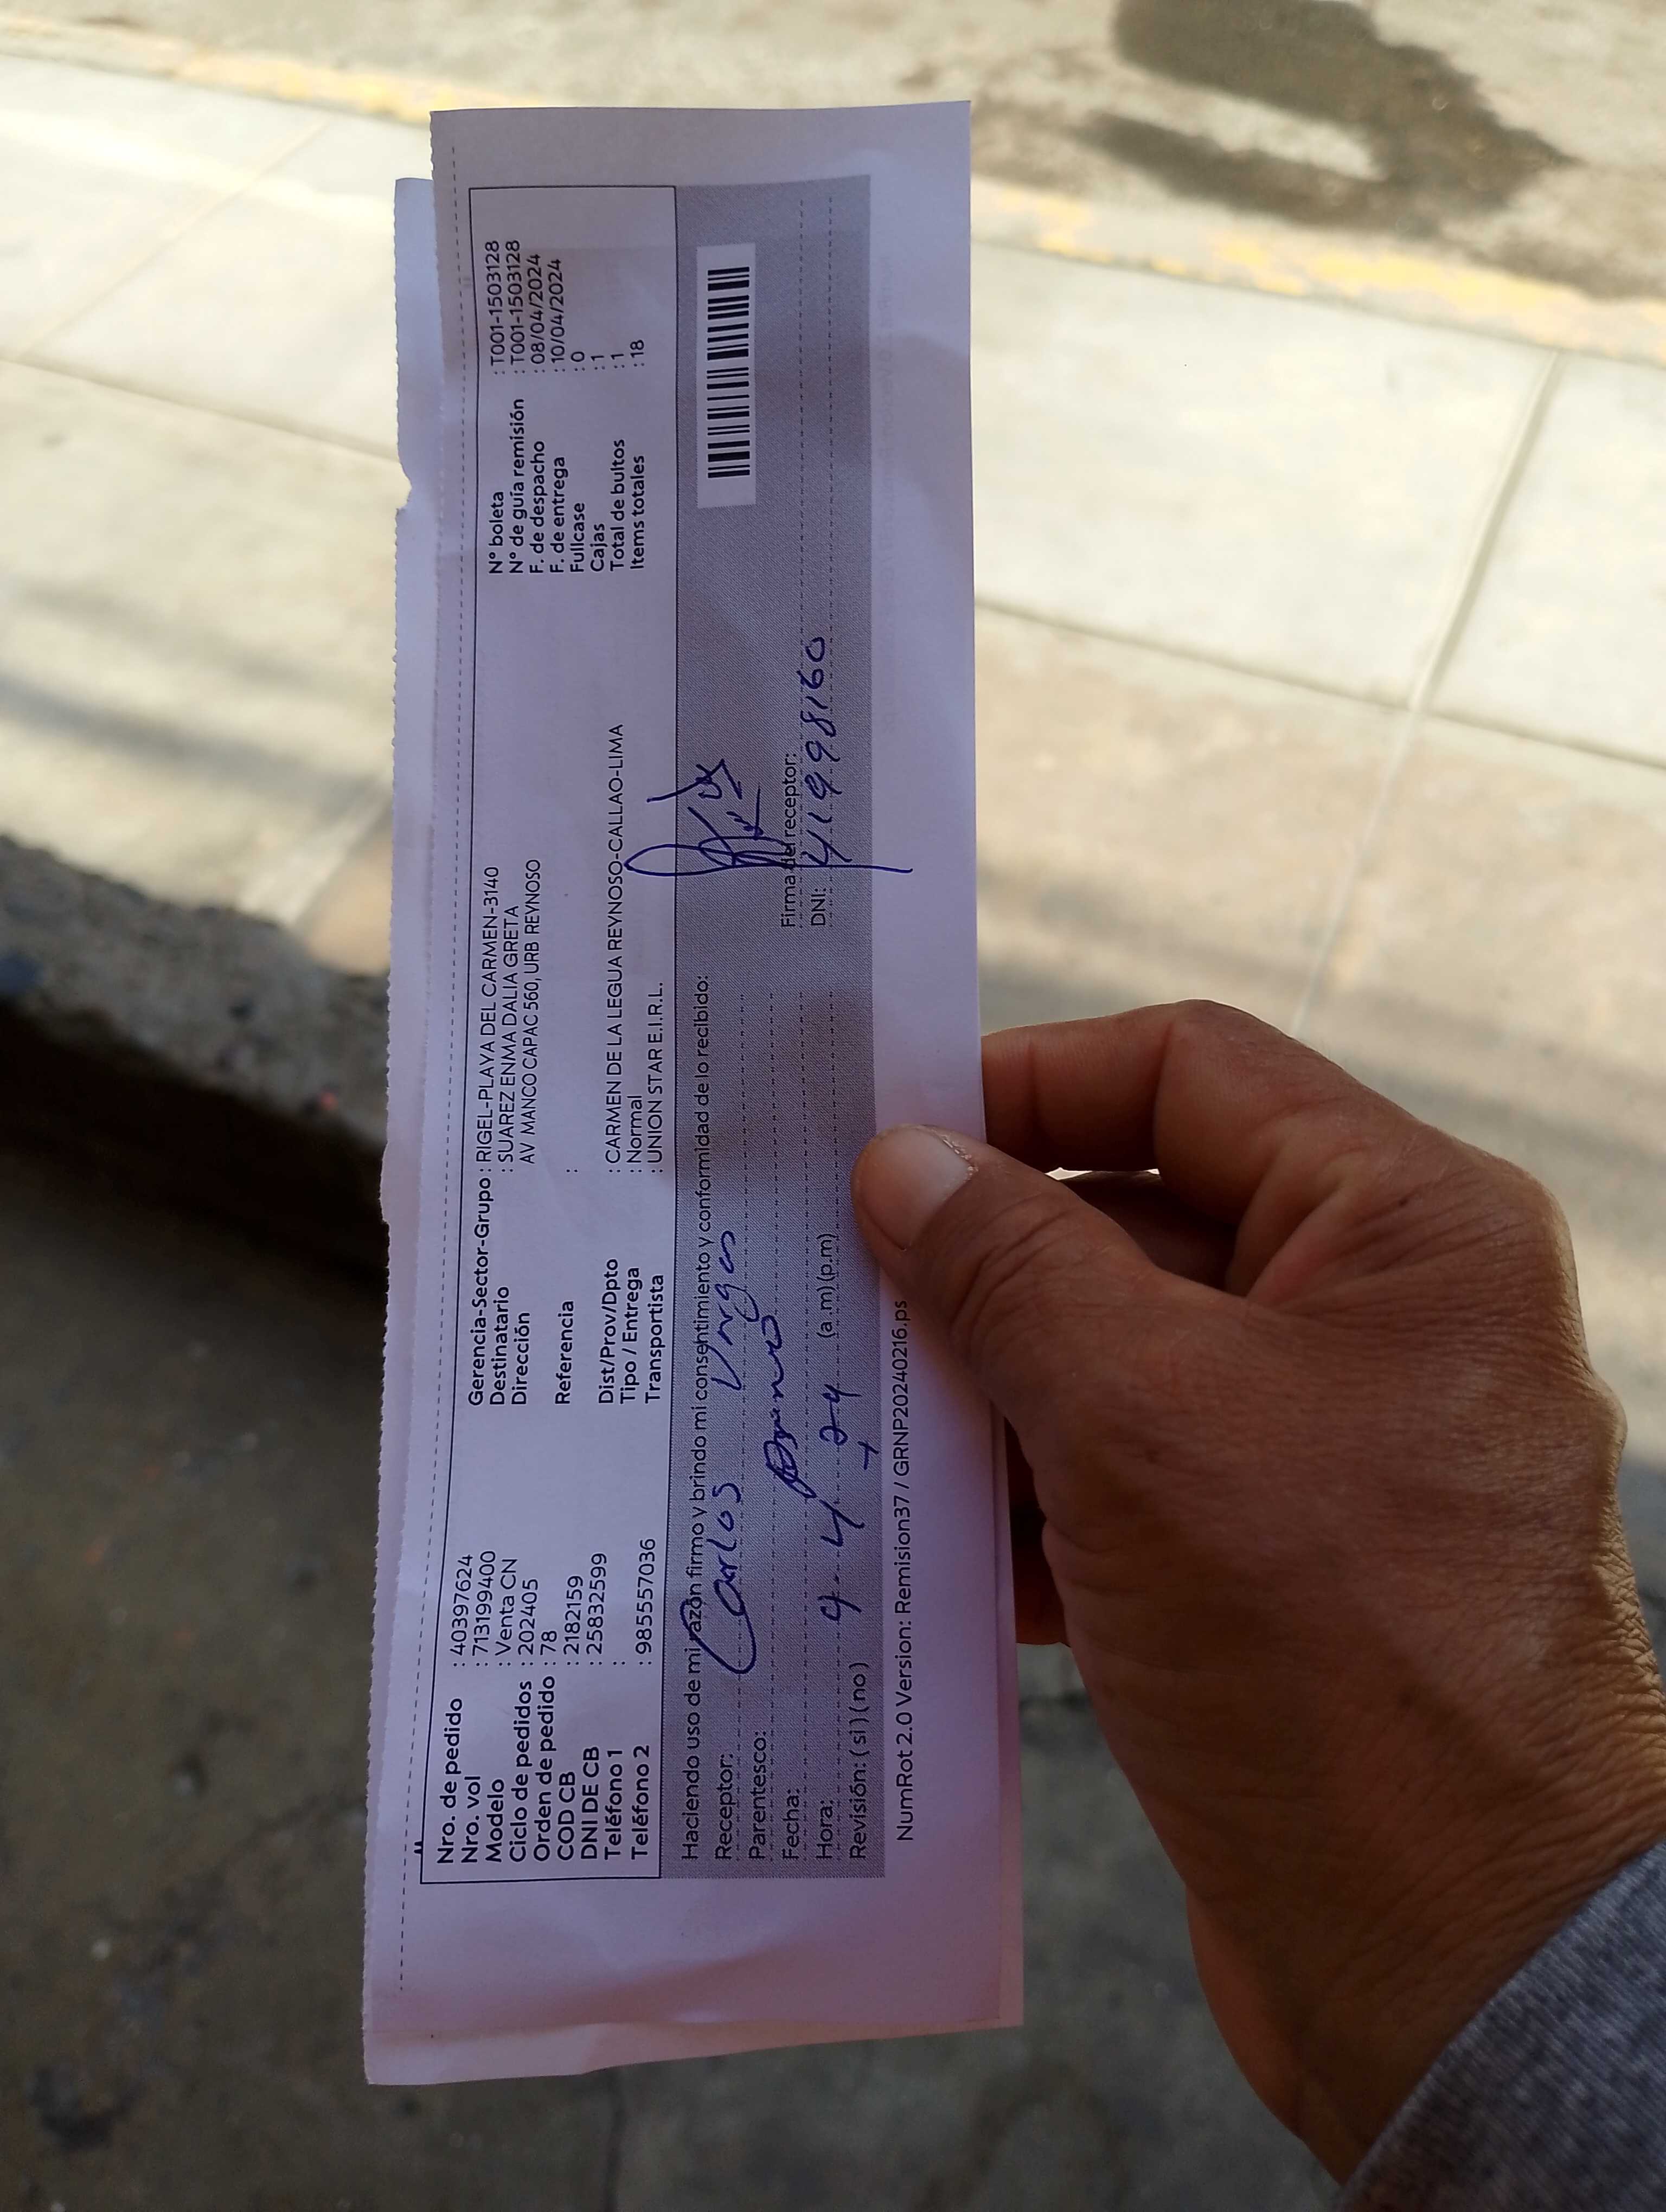 Nro. de pedido : 40397624
Nro. vol : 713199400
Modelo : Venta CN
Ciclo de pedidos : 202405
Orden de pedido : 78
COD CB : 2182159
DNI DE CB : 25832599
Teléfono 1 :
Teléfono 2 : 985557036
Gerencia-Sector-Grupo : RIGEL-PLAYA DEL CARMEN-3140
Destinatario : SUAREZ ENMA DALIA GRETA
Dirección AV MANCO CAPAC 560, URB REYNOSO
Referencia :
Dist/Prov/Dpto : CARMEN DE LA LEGUA REYNOSO-CALLAO-LIMA
Tipo / Entrega : Normal
Transportista : UNION STAR E.I.R.L.
N° boleta : T001-1503128
N° de guía remisión : T001-1503128
F. de despacho : 08/04/2024
F. de entrega : 10/04/2024
Fullcase : 0
Cajas : 1
Total de bultos : 1
Items totales : 18
Haciendo uso de mi razón firmo y brindo mi consentimiento y conformidad de lo recibido:
Receptor: Carlos
Parentesco:
Fecha:
Hora: 9-4-24 (a.m)(p.m)
Revisión: ( si ) ( no )
Firma del receptor:
DNI: 41998160
NumRot 2.0 Version: Remision37 / GRNP20240216.ps